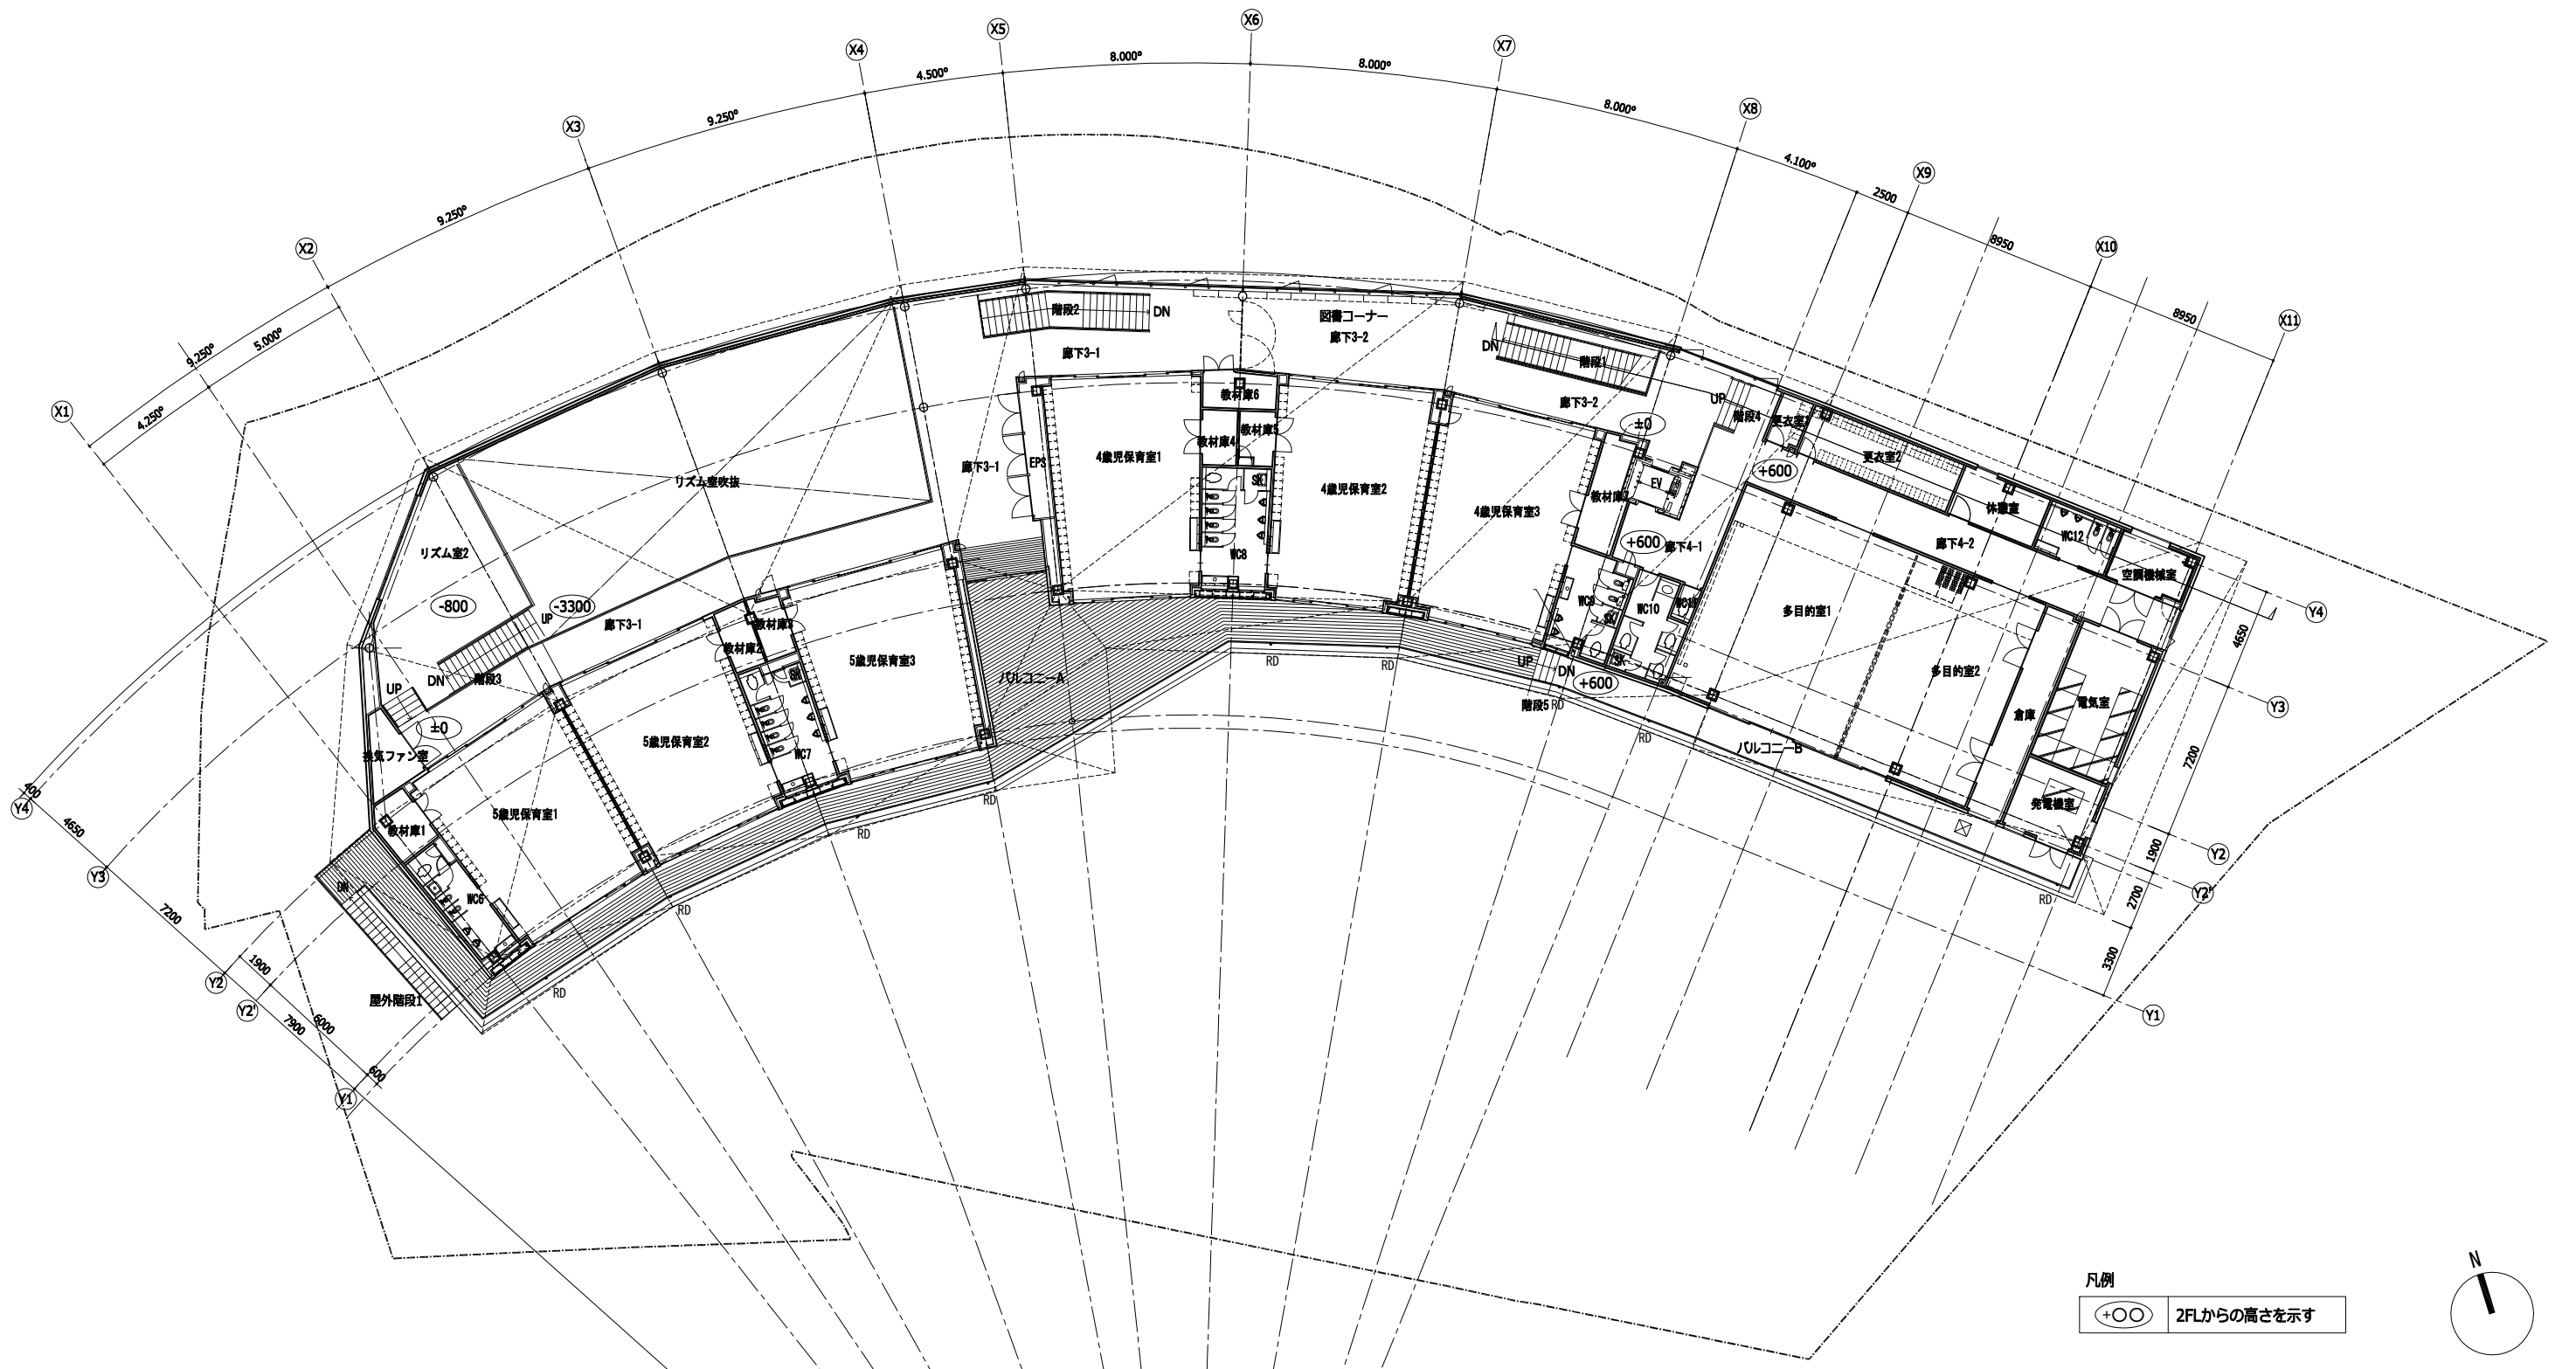 X1
X2
X3
X4
X5
X6
X7
X8
X9
X10
X11
9.250°
5.000°
4.250°
9.250°
9.250°
4.500°
8.000°
8.000°
8.000°
4.100°
2500
8950
8950
階段2
DN
図書コーナー
廊下3-2
廊下3-1
DN
階段1
廊下3-2
±0
UP
階段4
更衣室1
更衣室2
+600
休憩室
WC12
空調機械室
廊下4-2
廊下4-1
+600
EV
教材庫6
教材庫4
教材庫5
SK
WC8
4歳児保育室1
4歳児保育室2
4歳児保育室3
EPS
廊下3-1
リズム室吹抜
リズム室2
-800
-3300
UP
廊下3-1
DN
階段3
UP
±0
換気ファン室
教材庫1
WC6
DN
屋外階段1
5歳児保育室1
5歳児保育室2
5歳児保育室3
教材庫2
教材庫3
SK
WC7
バルコニーA
WC9
SK
WC10
SK
UP
DN
+600
階段5
多目的室1
多目的室2
倉庫
電気室
発電機室
バルコニーB
RD
RD
RD
RD
RD
RD
RD
RD
RD
400
4650
7200
1900
7900
6000
600
Y4
Y3
Y2
Y2'
Y1
Y4
4650
Y3
7200
Y2
1900
Y2'
2700
3300
Y1
N
凡例
+○○
2FLからの高さを示す